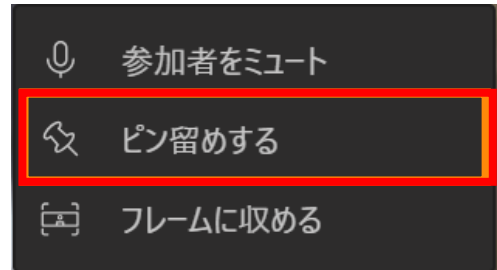 参加者をミュート
ピン留めする
フレームに収める